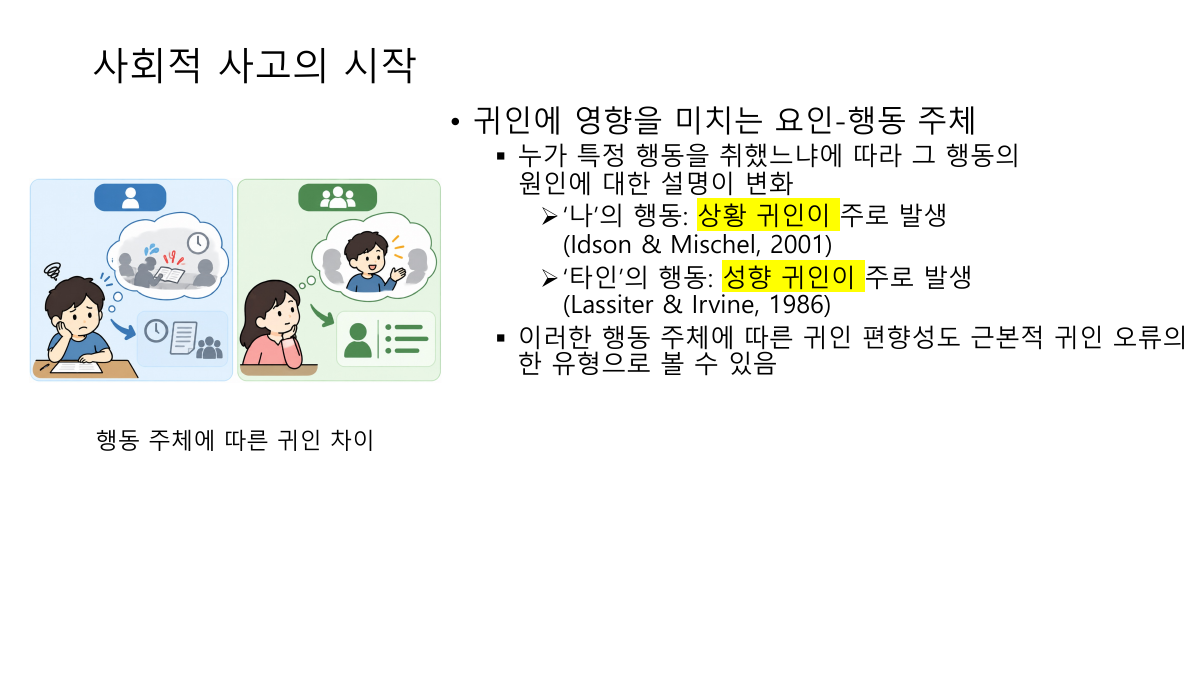 사회적 사고의 시작
• 귀인에 영향을 미치는 요인-행동 주체
▪ 누가 특정 행동을 취했느냐에 따라 그 행동의
원인에 대한 설명이 변화
➢ ‘나’의 행동: 상황 귀인이 주로 발생
(Idson & Mischel, 2001)
➢ ‘타인’의 행동: 성향 귀인이 주로 발생
(Lassiter & Irvine, 1986)
▪ 이러한 행동 주체에 따른 귀인 편향성도 근본적 귀인 오류의
한 유형으로 볼 수 있음
행동 주체에 따른 귀인 차이